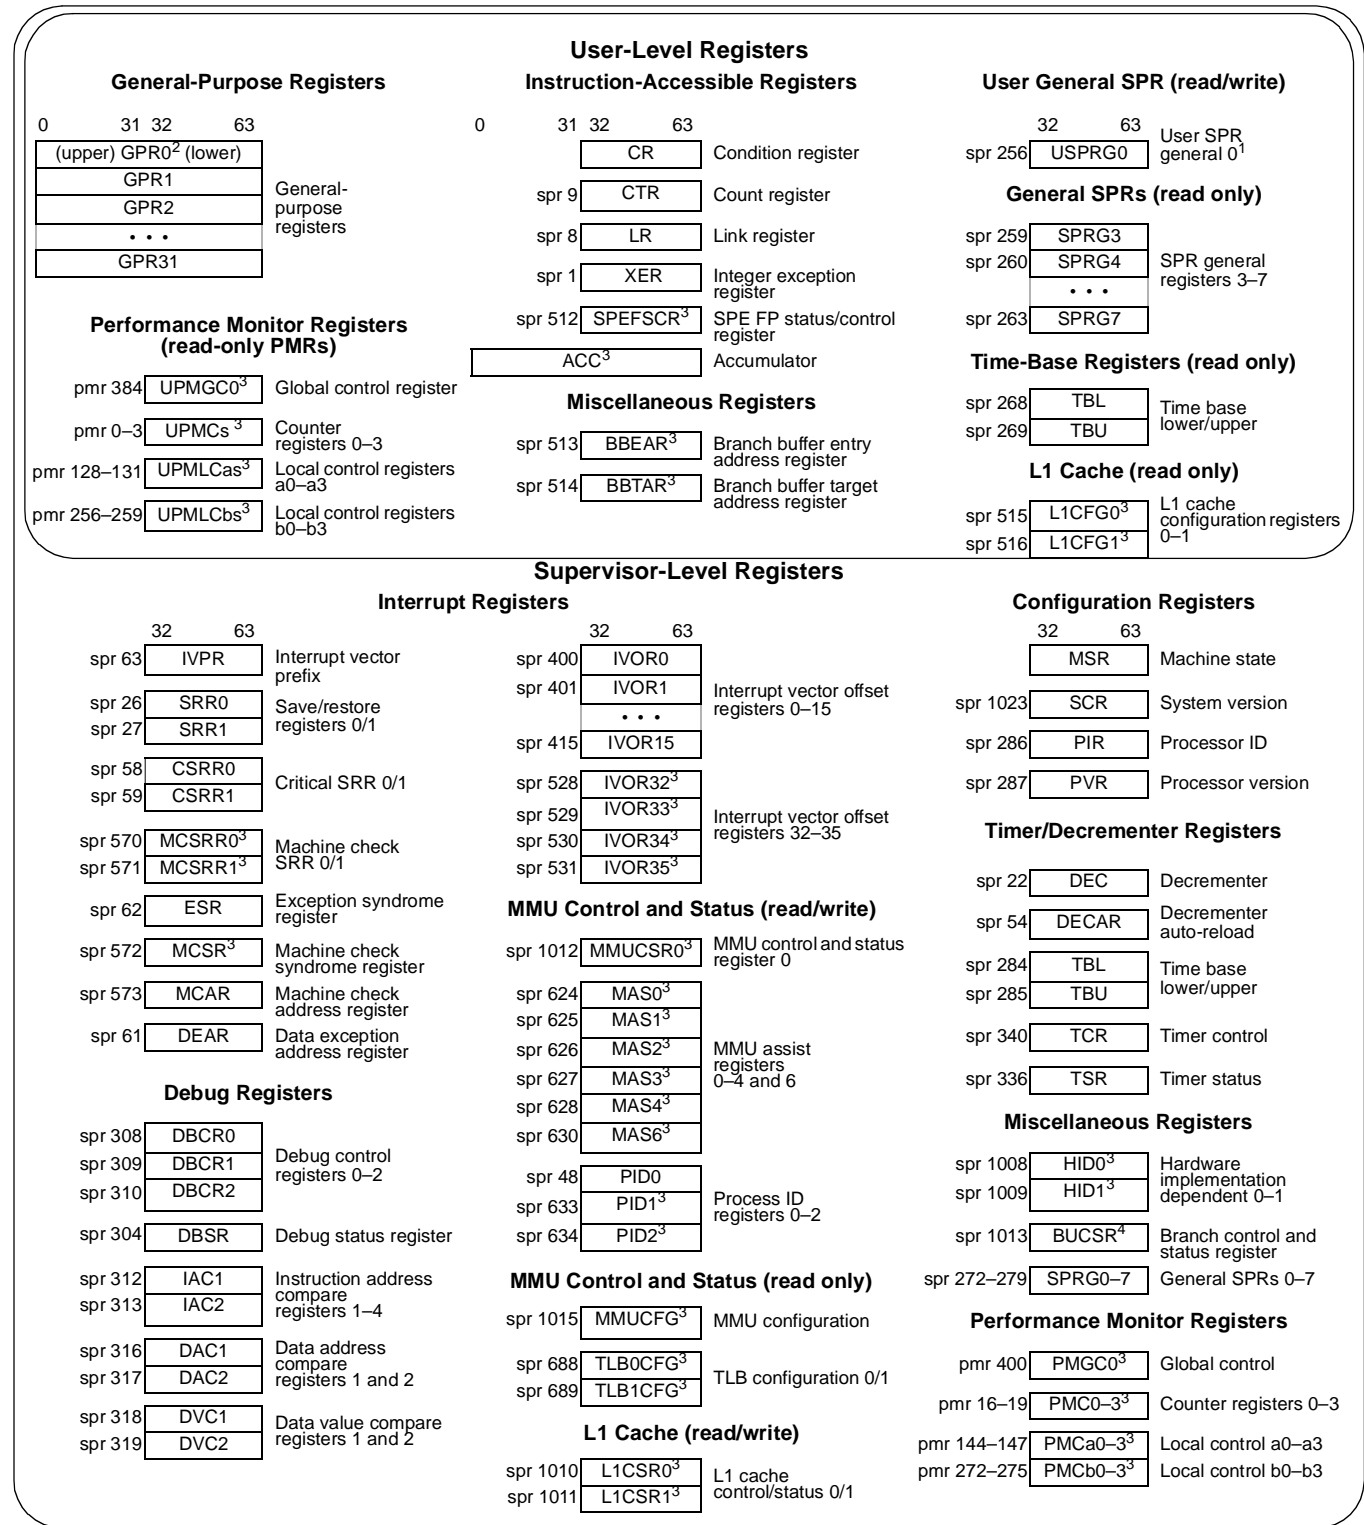 User-Level Registers
General-Purpose Registers
0 31 32 63
(upper) GPR0² (lower)
GPR1
GPR2
• • •
GPR31
General-
purpose
registers
Performance Monitor Registers
(read-only PMRs)
pmr 384 UPMGC0³ Global control register
pmr 0–3 UPMCs ³ Counter
registers 0–3
pmr 128–131 UPMLCas³ Local control registers
a0–a3
pmr 256–259 UPMLCbs³ Local control registers
b0–b3
Instruction-Accessible Registers
0 31 32 63
CR Condition register
spr 9 CTR Count register
spr 8 LR Link register
spr 1 XER Integer exception
register
spr 512 SPEFSCR³ SPE FP status/control
register
ACC³ Accumulator
Miscellaneous Registers
spr 513 BBEAR³ Branch buffer entry
address register
spr 514 BBTAR³ Branch buffer target
address register
User General SPR (read/write)
32 63
spr 256 USPRG0 User SPR
general 0¹
General SPRs (read only)
spr 259 SPRG3
spr 260 SPRG4
• • •
spr 263 SPRG7
SPR general
registers 3–7
Time-Base Registers (read only)
spr 268 TBL
spr 269 TBU
Time base
lower/upper
L1 Cache (read only)
spr 515 L1CFG0³
spr 516 L1CFG1³
L1 cache
configuration registers
0–1
Supervisor-Level Registers
Interrupt Registers
32 63
spr 63 IVPR Interrupt vector
prefix
spr 26 SRR0
spr 27 SRR1
Save/restore
registers 0/1
spr 58 CSRR0
spr 59 CSRR1
Critical SRR 0/1
spr 570 MCSRR0³
spr 571 MCSRR1³
Machine check
SRR 0/1
spr 62 ESR Exception syndrome
register
spr 572 MCSR³ Machine check
syndrome register
spr 573 MCAR Machine check
address register
spr 61 DEAR Data exception
address register
Debug Registers
spr 308 DBCR0
spr 309 DBCR1
spr 310 DBCR2
Debug control
registers 0–2
spr 304 DBSR Debug status register
spr 312 IAC1
spr 313 IAC2
Instruction address
compare
registers 1–4
spr 316 DAC1
spr 317 DAC2
Data address
compare
registers 1 and 2
spr 318 DVC1
spr 319 DVC2
Data value compare
registers 1 and 2
32 63
spr 400 IVOR0
spr 401 IVOR1
• • •
spr 415 IVOR15
Interrupt vector offset
registers 0–15
spr 528 IVOR32³
spr 529 IVOR33³
spr 530 IVOR34³
spr 531 IVOR35³
Interrupt vector offset
registers 32–35
MMU Control and Status (read/write)
spr 1012 MMUCSR0³ MMU control and status
register 0
spr 624 MAS0³
spr 625 MAS1³
spr 626 MAS2³
spr 627 MAS3³
spr 628 MAS4³
spr 630 MAS6³
MMU assist
registers
0–4 and 6
spr 48 PID0
spr 633 PID1³
spr 634 PID2³
Process ID
registers 0–2
MMU Control and Status (read only)
spr 1015 MMUCFG³ MMU configuration
spr 688 TLB0CFG³
spr 689 TLB1CFG³
TLB configuration 0/1
L1 Cache (read/write)
spr 1010 L1CSR0³
spr 1011 L1CSR1³
L1 cache
control/status 0/1
Configuration Registers
32 63
MSR Machine state
spr 1023 SCR System version
spr 286 PIR Processor ID
spr 287 PVR Processor version
Timer/Decrementer Registers
spr 22 DEC Decrementer
spr 54 DECAR Decrementer
auto-reload
spr 284 TBL
spr 285 TBU
Time base
lower/upper
spr 340 TCR Timer control
spr 336 TSR Timer status
Miscellaneous Registers
spr 1008 HID0³
spr 1009 HID1³
Hardware
implementation
dependent 0–1
spr 1013 BUCSR⁴ Branch control and
status register
spr 272–279 SPRG0–7 General SPRs 0–7
Performance Monitor Registers
pmr 400 PMGC0³ Global control
pmr 16–19 PMC0–3³ Counter registers 0–3
pmr 144–147 PMCa0–3³ Local control a0–a3
pmr 272–275 PMCb0–3³ Local control b0–b3